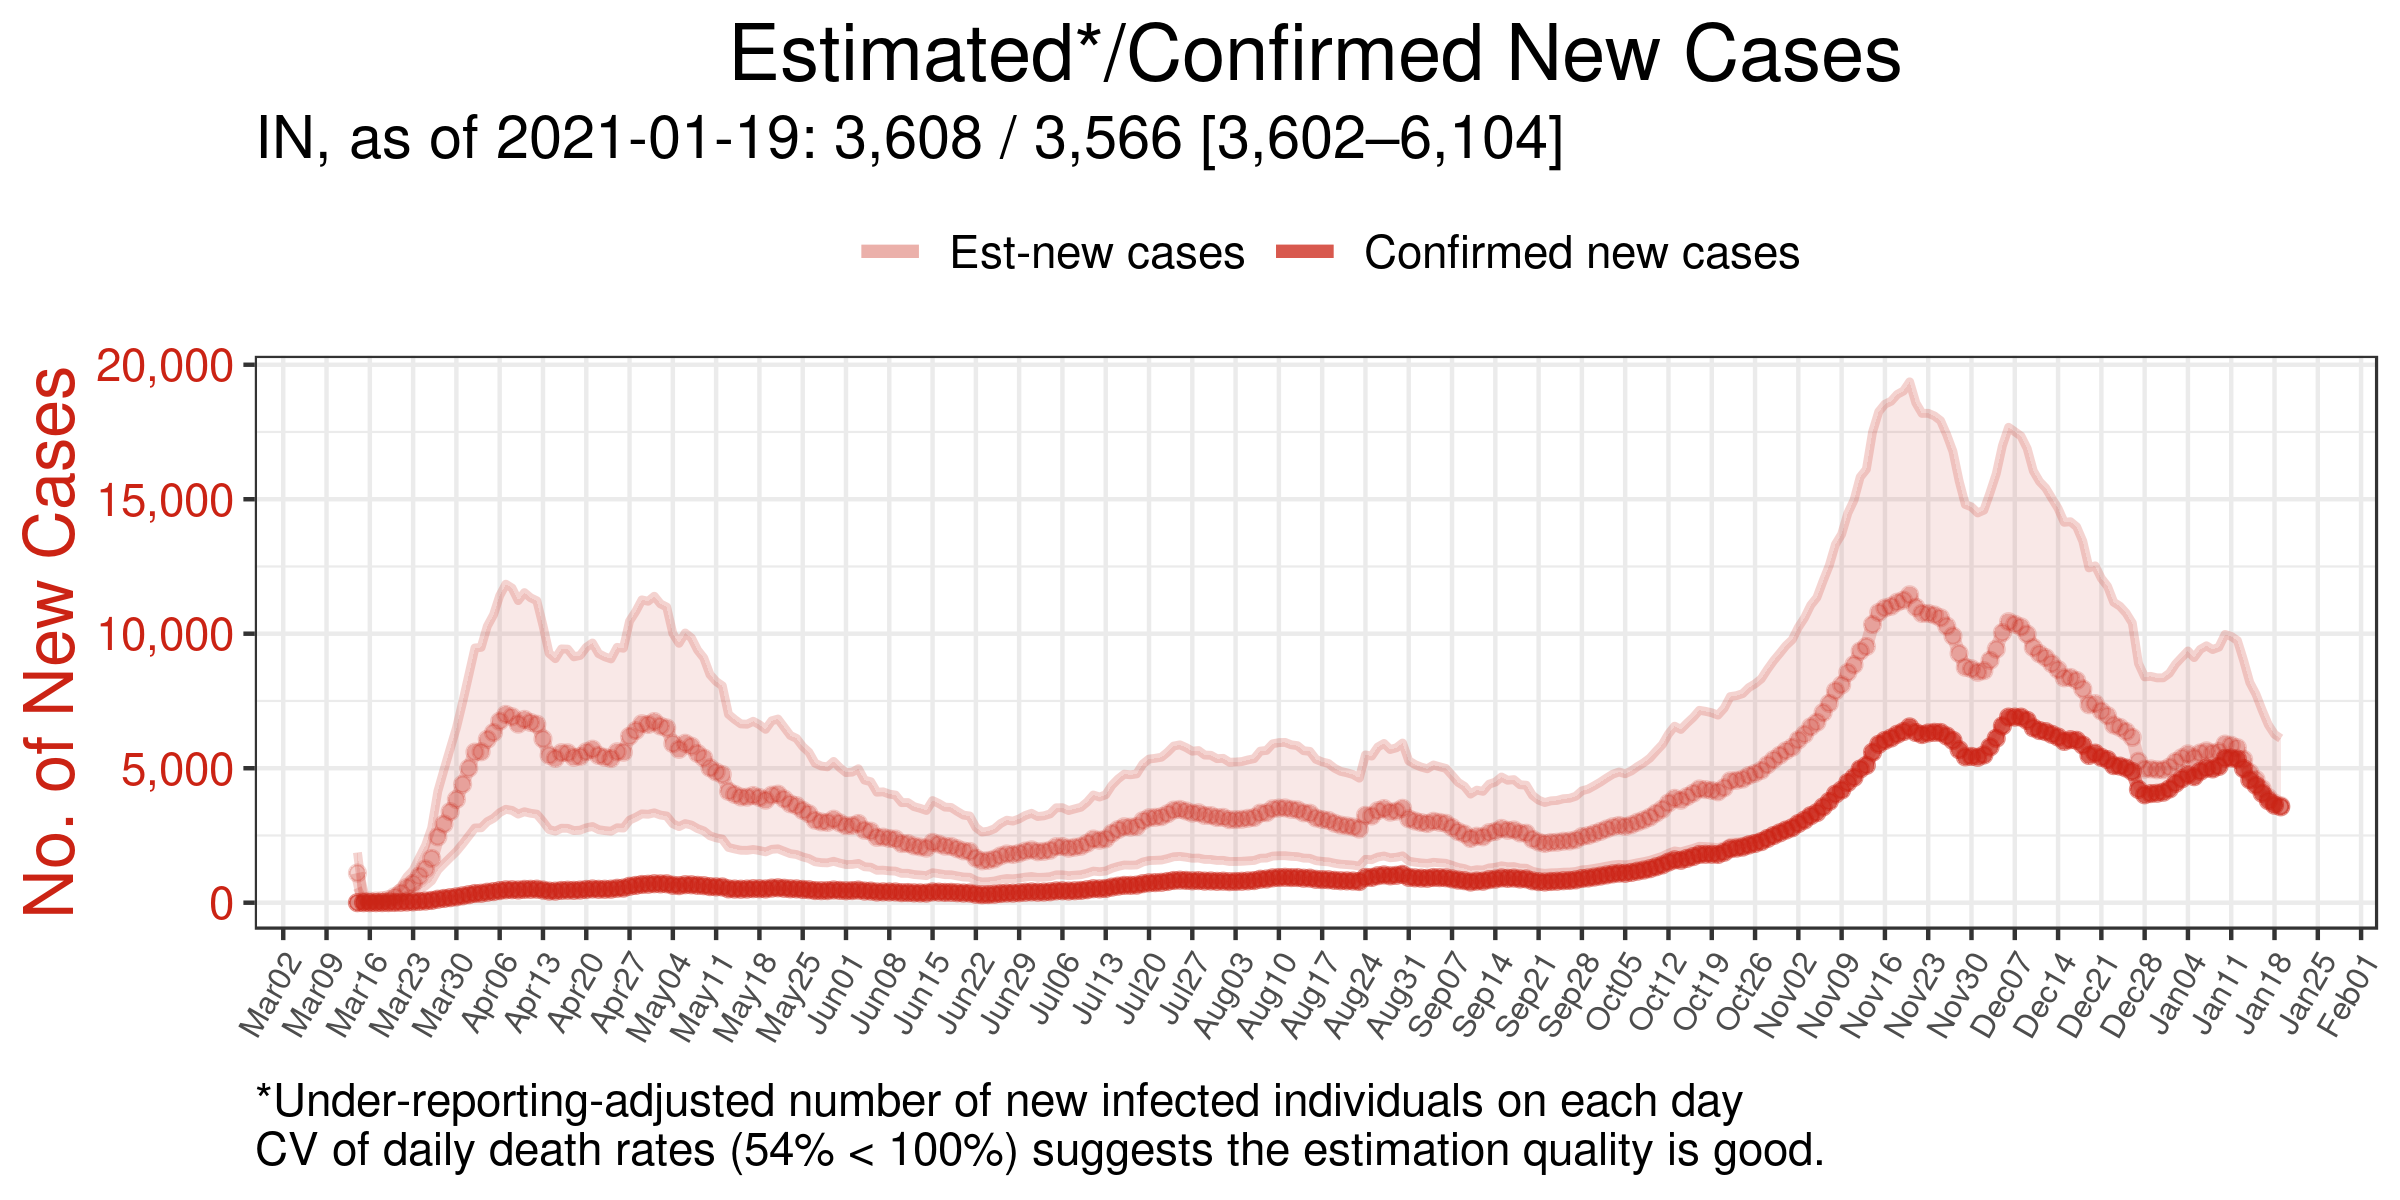 Estimated*/Confirmed New Cases
IN, as of 2021-01-19: 3,608 / 3,566 [3,602–6,104]
Est-new cases
Confirmed new cases
No. of New Cases
20,000
15,000
10,000
5,000
0
Mar02
Mar09
Mar16
Mar23
Mar30
Apr06
Apr13
Apr20
Apr27
May04
May11
May18
May25
Jun01
Jun08
Jun15
Jun22
Jun29
Jul06
Jul13
Jul20
Jul27
Aug03
Aug10
Aug17
Aug24
Aug31
Sep07
Sep14
Sep21
Sep28
Oct05
Oct12
Oct19
Oct26
Nov02
Nov09
Nov16
Nov23
Nov30
Dec07
Dec14
Dec21
Dec28
Jan04
Jan11
Jan18
Jan25
Feb01
*Under-reporting-adjusted number of new infected individuals on each day
CV of daily death rates (54% < 100%) suggests the estimation quality is good.